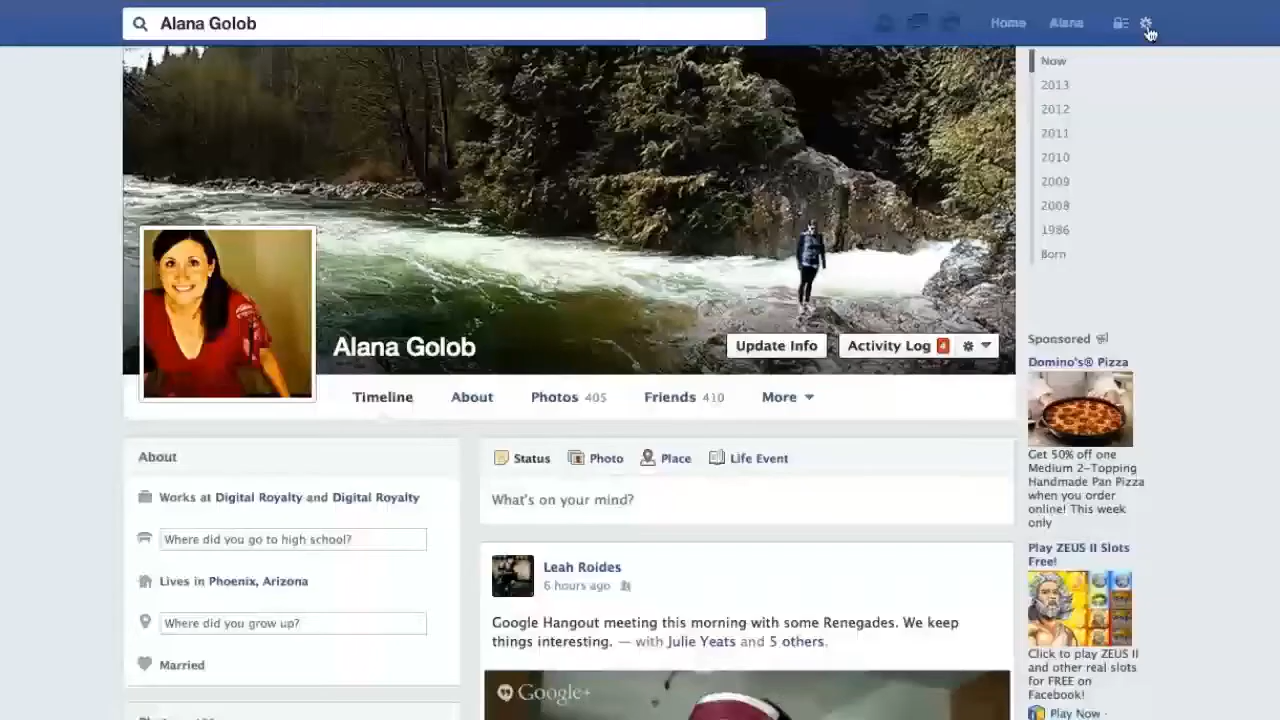 Alana Golob
Home Alana
Now
2013
2012
2011
2010
2009
2008
1986
Born
Alana Golob
Update Info Activity Log 4
Timeline About Photos 405 Friends 410 More
About
Works at Digital Royalty and Digital Royalty
Where did you go to high school?
Lives in Phoenix, Arizona
Where did you grow up?
Married
Status Photo Place Life Event
What's on your mind?
Leah Roides
6 hours ago
Google Hangout meeting this morning with some Renegades. We keep
things interesting. — with Julie Yeats and 5 others.
Google+
Sponsored
Domino's® Pizza
Get 50% off one
Medium 2-Topping
Handmade Pan Pizza
when you order
online! This week
only
Play ZEUS II Slots
Free!
Click to play ZEUS II
and other real slots
for FREE on
Facebook!
Play Now ·